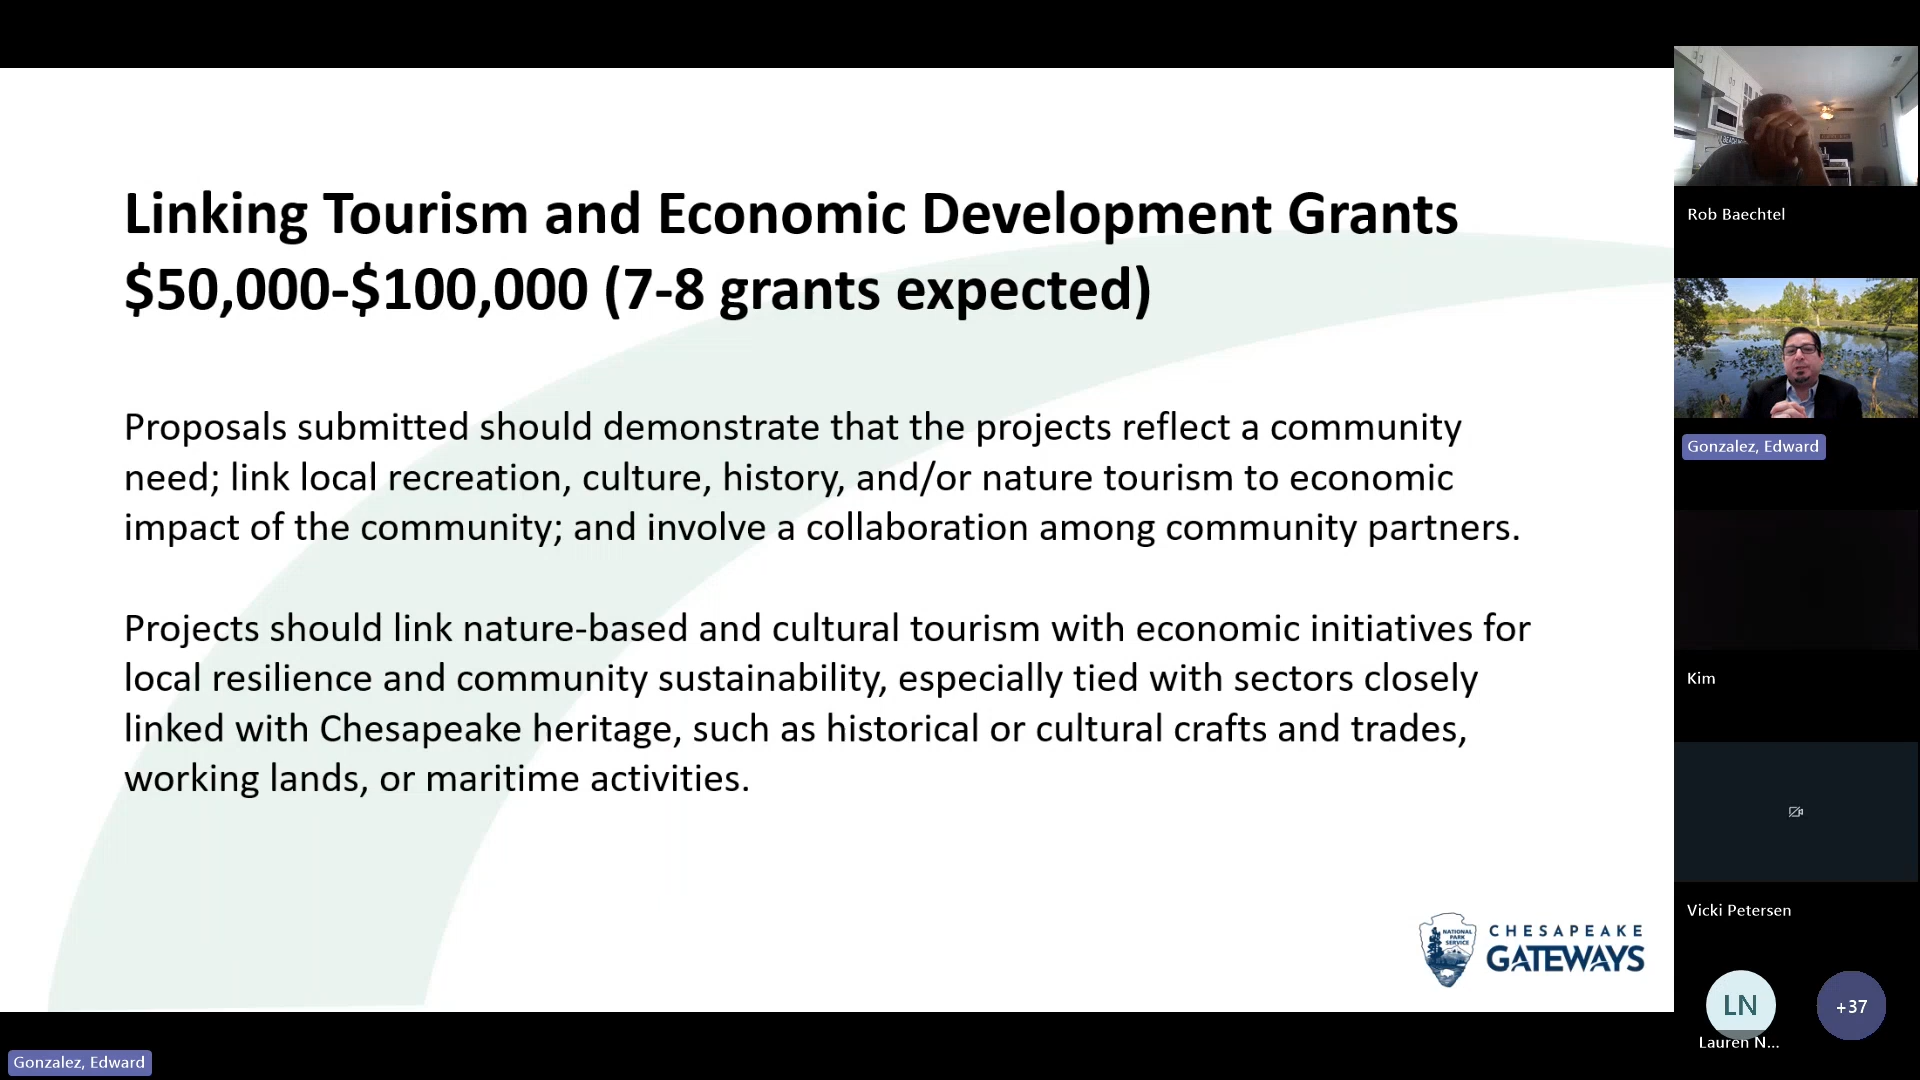 Linking Tourism and Economic Development Grants
$50,000-$100,000 (7-8 grants expected)
Proposals submitted should demonstrate that the projects reflect a community
need; link local recreation, culture, history, and/or nature tourism to economic
impact of the community; and involve a collaboration among community partners.
Projects should link nature-based and cultural tourism with economic initiatives for
local resilience and community sustainability, especially tied with sectors closely
linked with Chesapeake heritage, such as historical or cultural crafts and trades,
working lands, or maritime activities.
NATIONAL
PARK
SERVICE
CHESAPEAKE
GATEWAYS
Gonzalez, Edward
Rob Baechtel
Gonzalez, Edward
Kim
Vicki Petersen
LN
Lauren N...
+37